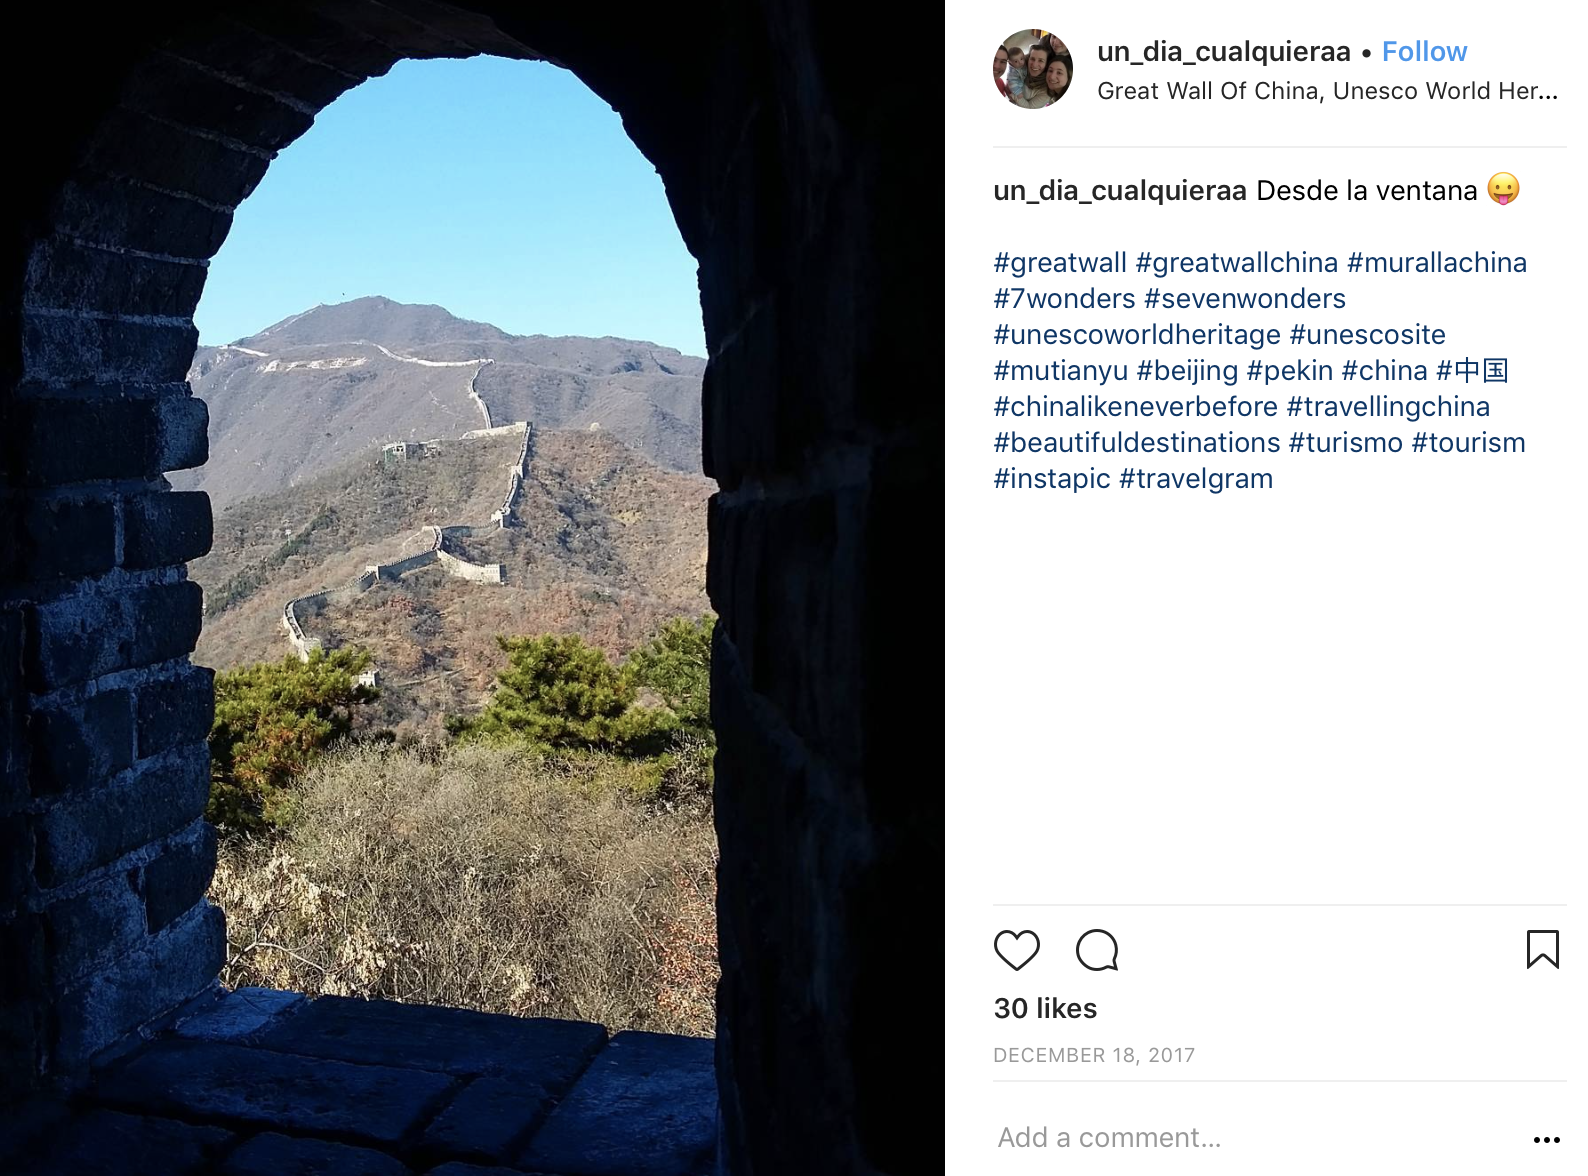 un_dia_cualquieraa • Follow
Great Wall Of China, Unesco World Her...
un_dia_cualquieraa Desde la ventana 😛
#greatwall #greatwallchina #murallachina
#7wonders #sevenwonders
#unescoworldheritage #unescosite
#mutianyu #beijing #pekin #china #中国
#chinalikeneverbefore #travellingchina
#beautifuldestinations #turismo #tourism
#instapic #travelgram
30 likes
DECEMBER 18, 2017
Add a comment...